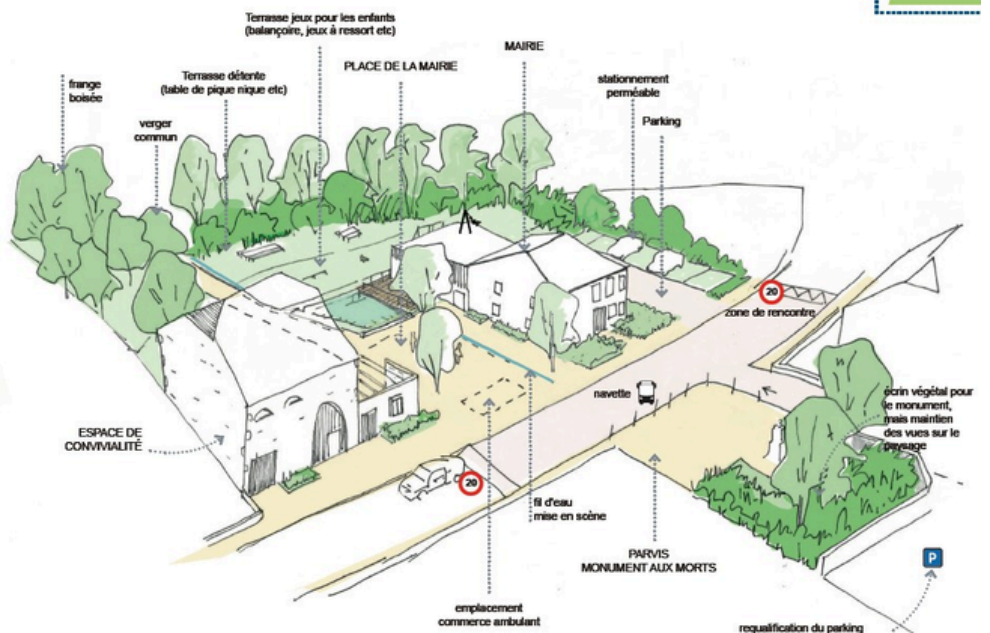 Terrasse jeux pour les enfants
(balançoire, jeux à ressort etc)
MAIRIE
PLACE DE LA MAIRIE
frange
boisée
Terrasse détente
(table de pique nique etc)
stationnement
perméable
verger
commun
Parking
20
zone de rencontre
navette
écrin végétal pour
le monument,
mais maintien
des vues sur le
paysage
ESPACE DE
CONVIVIALITÉ
20
fil d'eau
mise en scène
PARVIS
MONUMENT AUX MORTS
P
emplacement
commerce ambulant
requalification du parking